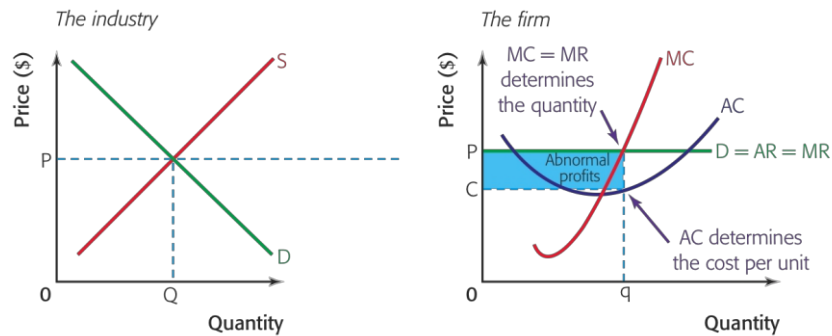 The industry
Price ($)
S
P
D
0
Q
Quantity
The firm
Price ($)
MC = MR
determines
the quantity
MC
AC
P
Abnormal
profits
D = AR = MR
C
AC determines
the cost per unit
0
q
Quantity